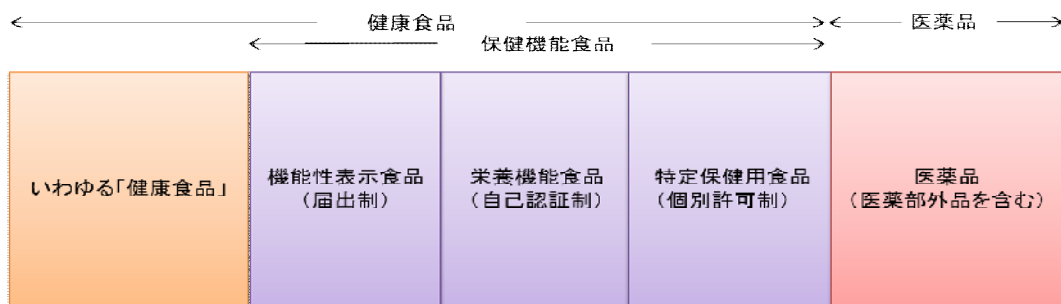 健康食品
医薬品
保健機能食品
いわゆる「健康食品」
機能性表示食品
（届出制）
栄養機能食品
（自己認証制）
特定保健用食品
（個別許可制）
医薬品
（医薬部外品を含む）